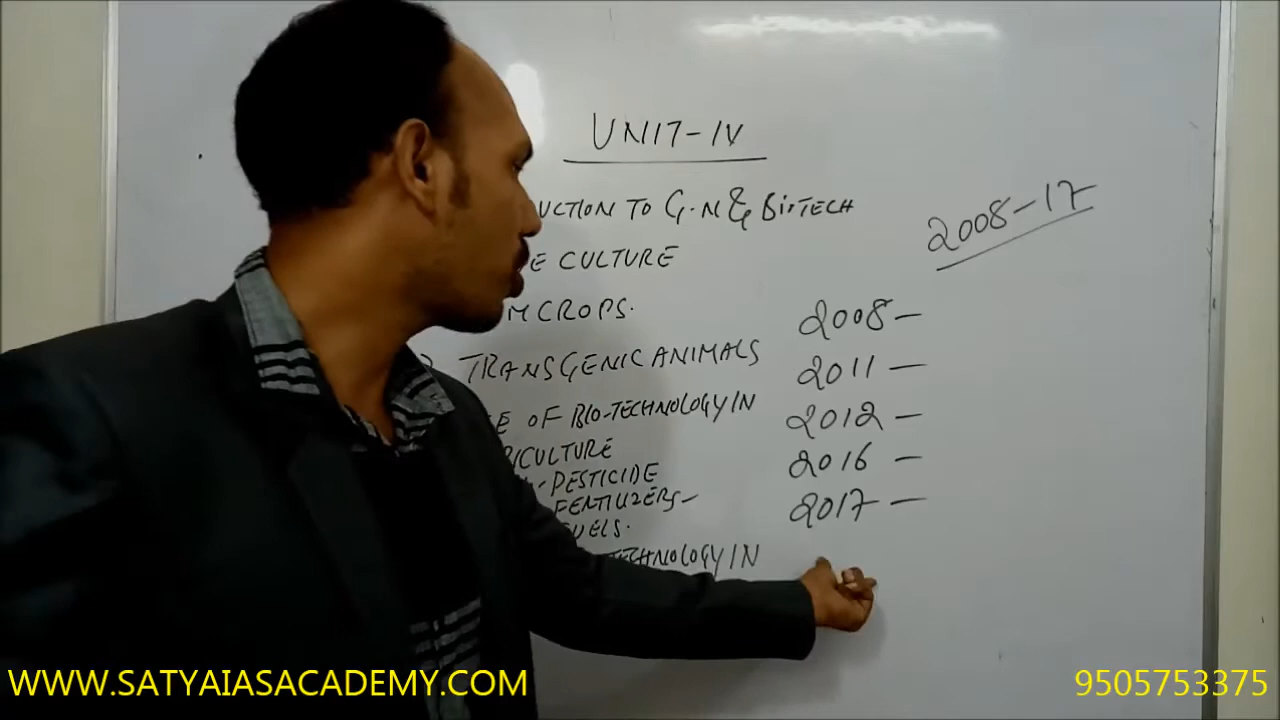 UNIT-IV
UCTION TO G.M & BIOTECH
E CULTURE
M CROPS.
TRANSGENIC ANIMALS
E OF BIO-TECHNOLOGY IN
RICULTURE
- PESTICIDE
FERTILIZERS-
UELS.
TECHNOLOGY IN
2008-17
2008-
2011-
2012-
2016-
2017-
WWW.SATYAIASACADEMY.COM
9505753375